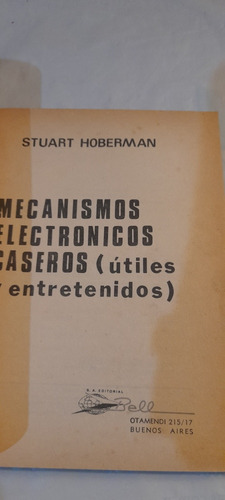 STUART HOBERMAN
MECANISMOS
ELECTRONICOS
CASEROS (útiles
y entretenidos)
S. A. EDITORIAL
Bell
OTAMENDI 215/17
BUENOS AIRES